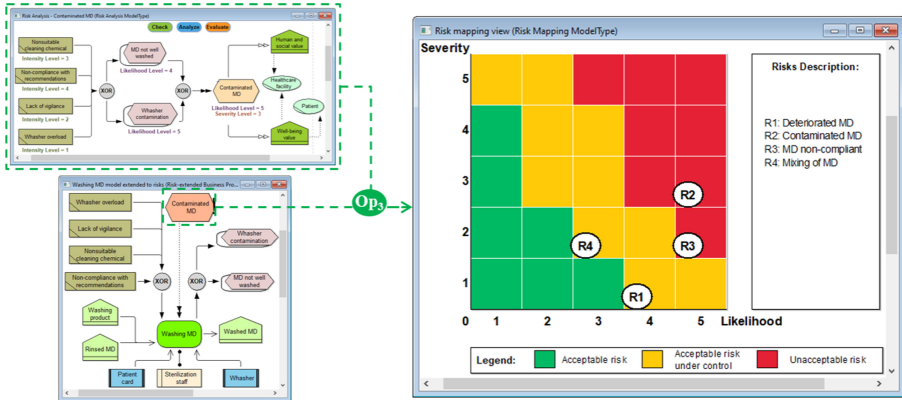 Risk Analysis - Contaminated MD (Risk Analysis ModelType)
Check
Analyze
Evaluate
Nonsuitable
cleaning chemical
Intensity Level = 3
Non-compliance with
recommendations
Intensity Level = 4
Lack of vigilance
Intensity Level = 2
Whasher overload
Intensity Level = 1
XOR
MD not well
washed
Likelihood Level = 4
Whasher
contamination
Likelihood Level = 5
XOR
Contaminated
MD
Likelihood Level = 5
Severity Level = 3
Human and
social value
Healthcare
facility
Patient
Well-being
value
Washing MD model extended to risks (Risk-extended Business Pro...
Whasher overload
Lack of vigilance
Nonsuitable
cleaning chemical
Non-compliance with
recommendations
Contaminated
MD
Whasher
contamination
XOR
XOR
MD not well
washed
Washing
product
Rinsed MD
Washing MD
Washed MD
Patient
card
Sterilization
staff
Whasher
Op3
Risk mapping view (Risk Mapping ModelType)
Severity
5
4
3
2
1
R2
R4
R3
R1
0 1 2 3 4 5 Likelihood
Risks Description:
R1: Deteriorated MD
R2: Contaminated MD
R3: MD non-compliant
R4: Mixing of MD
Legend:
Acceptable risk
Acceptable risk
under control
Unacceptable risk